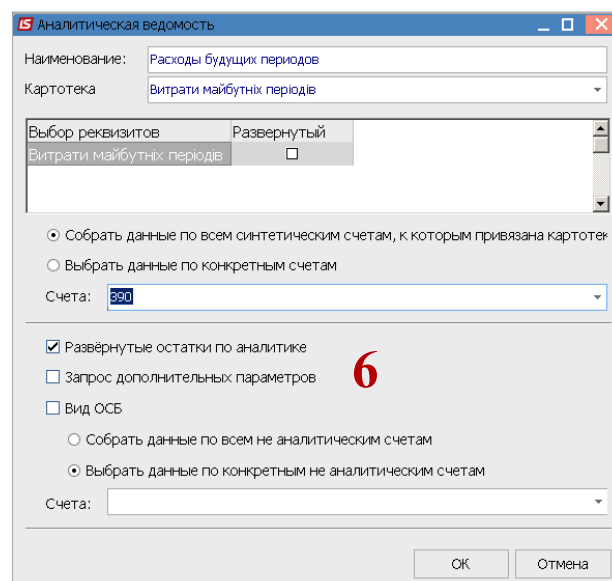 IS Аналитическая ведомость
Наименование: Расходы будущих периодов
Картотека Витрати майбутніх періодів
Выбор реквизитов Развернутый
Витрати майбутніх періодів
Собрать данные по всем синтетическим счетам, к которым привязана картотек
Выбрать данные по конкретным счетам
Счета: 390
Развёрнутые остатки по аналитике
Запрос дополнительных параметров
6
Вид ОСБ
Собрать данные по всем не аналитическим счетам
Выбрать данные по конкретным не аналитическим счетам
Счета:
ОК Отмена